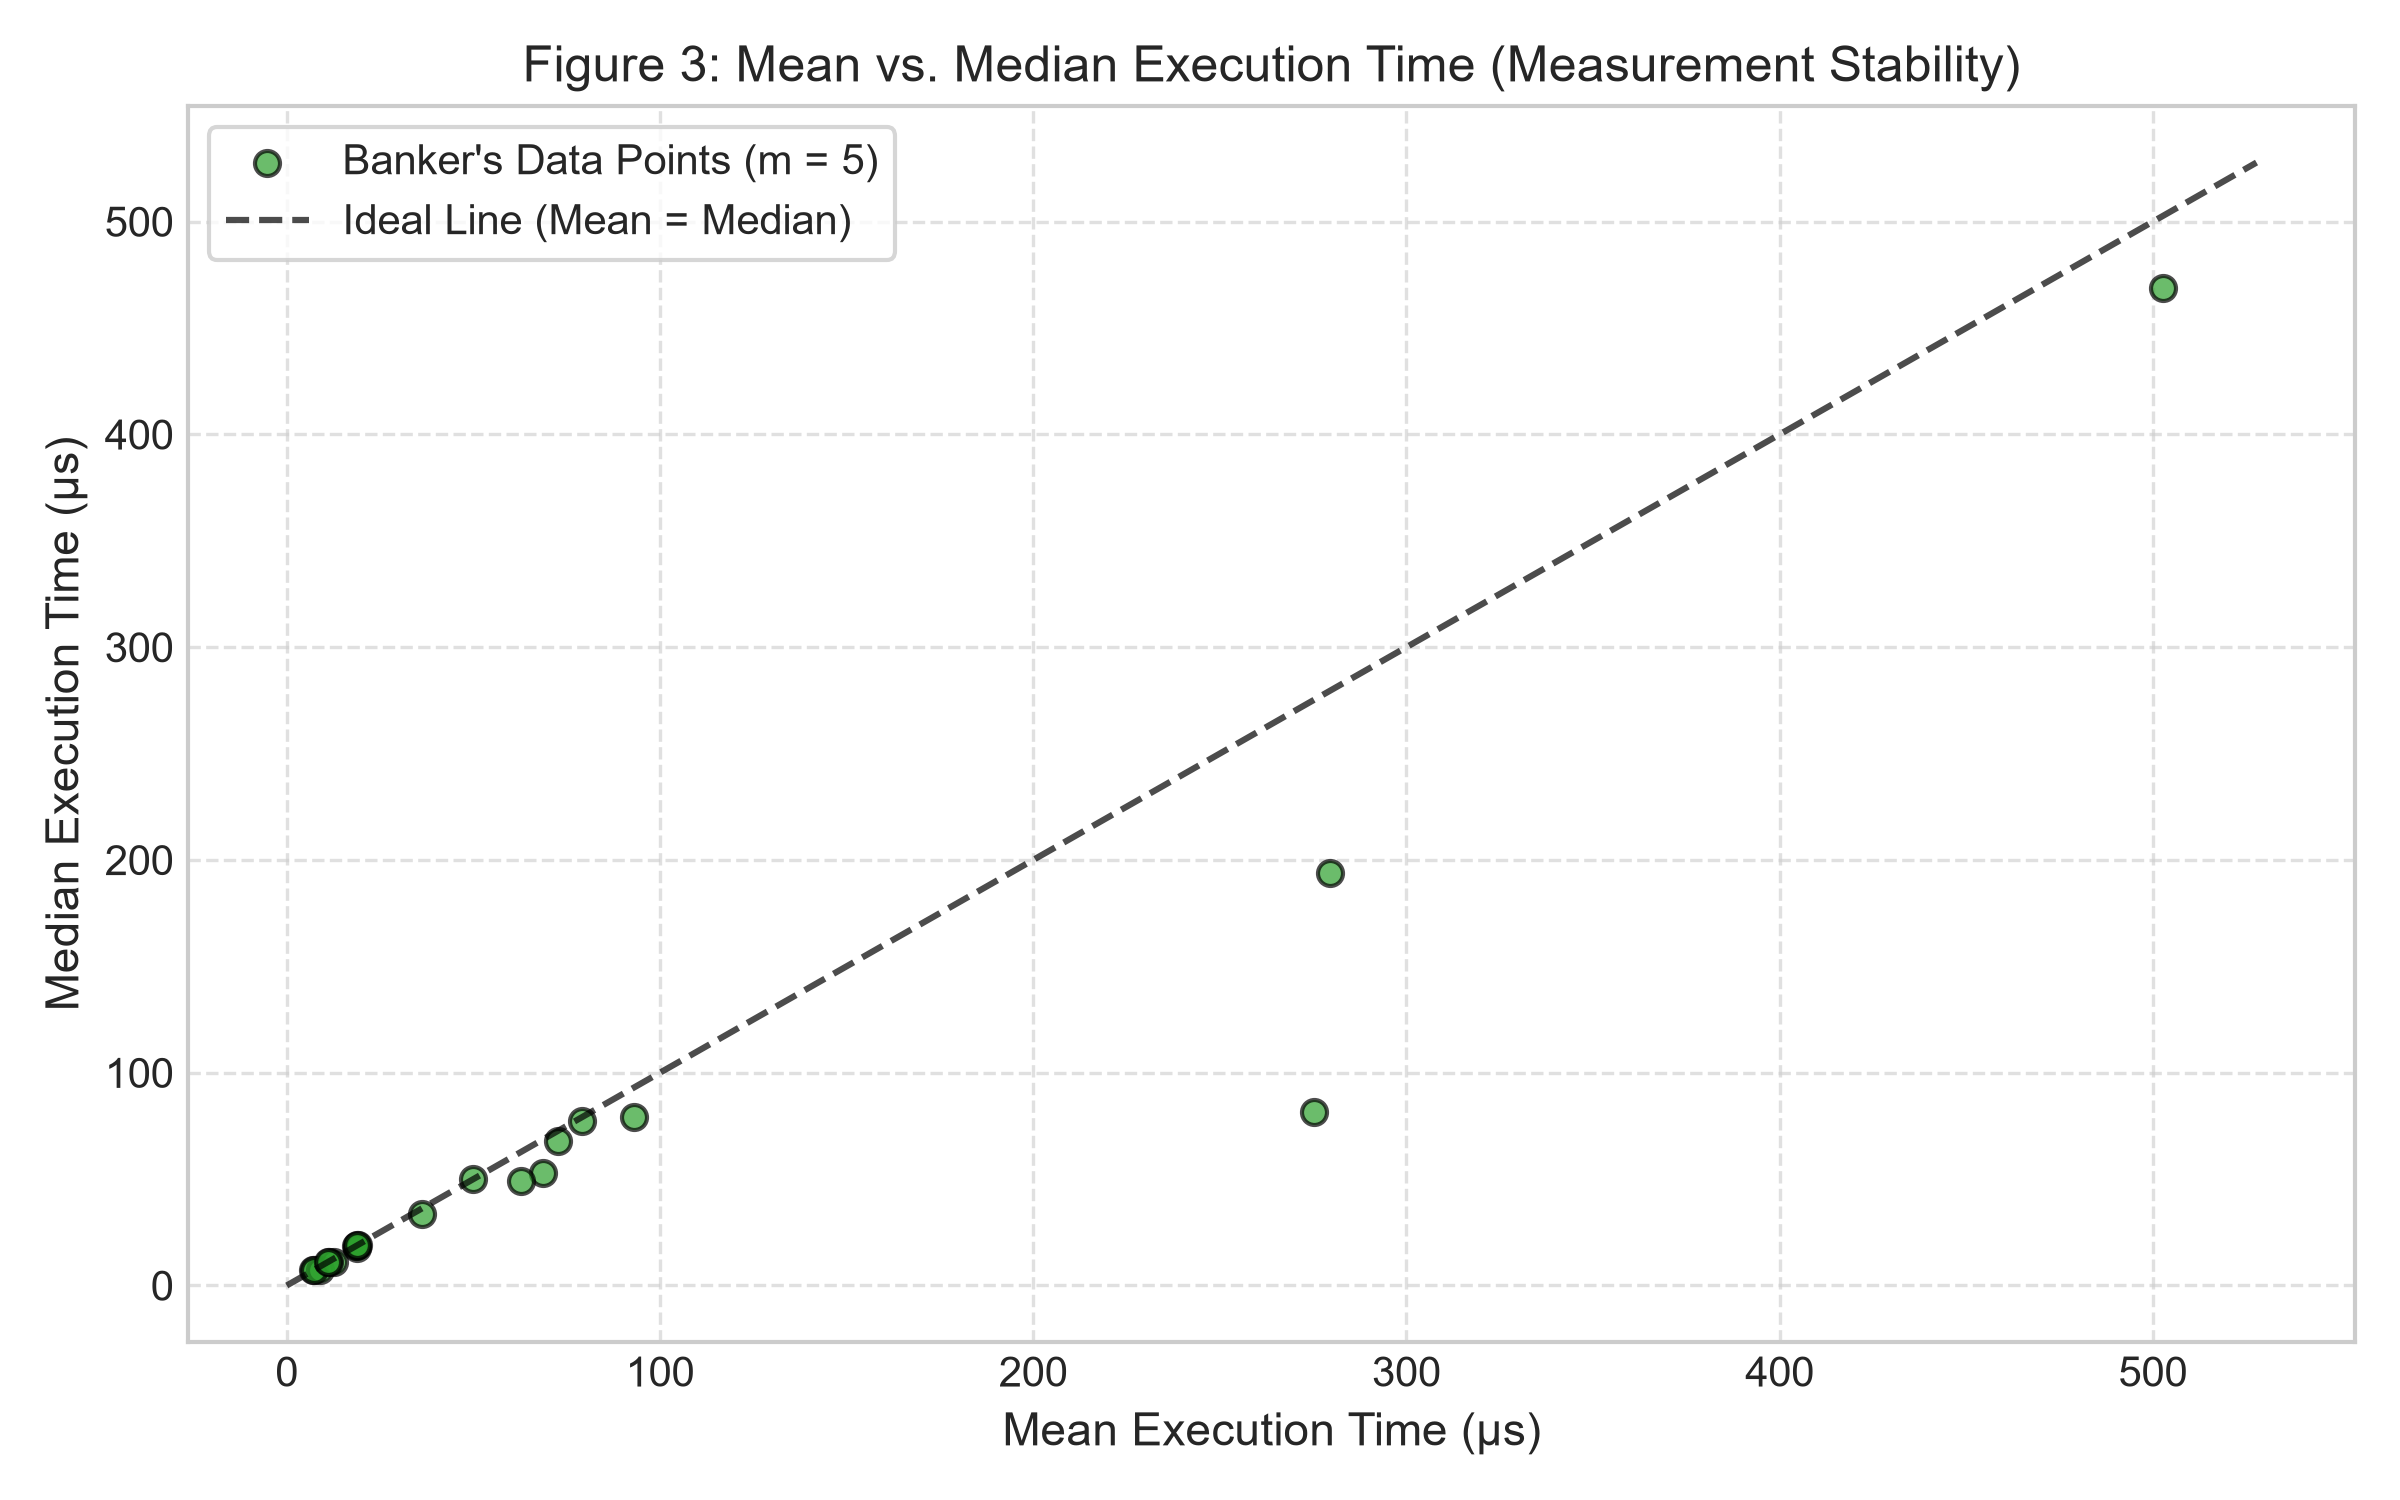 Figure 3: Mean vs. Median Execution Time (Measurement Stability)
Banker's Data Points (m = 5)
Ideal Line (Mean = Median)
Median Execution Time (µs)
500
400
300
200
100
0
0 100 200 300 400 500
Mean Execution Time (µs)